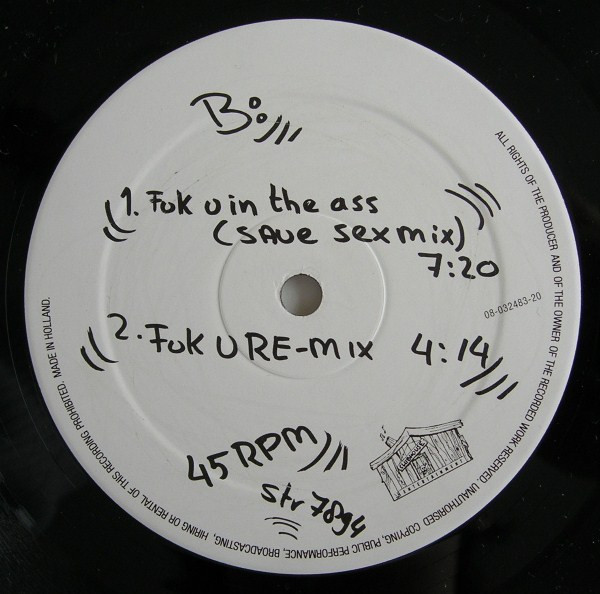 B:
1. Fuk u in the ass
(SAUe sex mix)
7:20
2. Fuk U RE-mix 4:14
45 RPM
str 7894
08-032483-20
ENTERTAINMENT
ALL RIGHTS OF THE PRODUCER AND OF THE OWNER OF THE RECORDED WORK RESERVED. UNAUTHORISED COPYING, PUBLIC PERFORMANCE, BROADCASTING, HIRING OR RENTAL OF THIS RECORDING PROHIBITED. MADE IN HOLLAND.